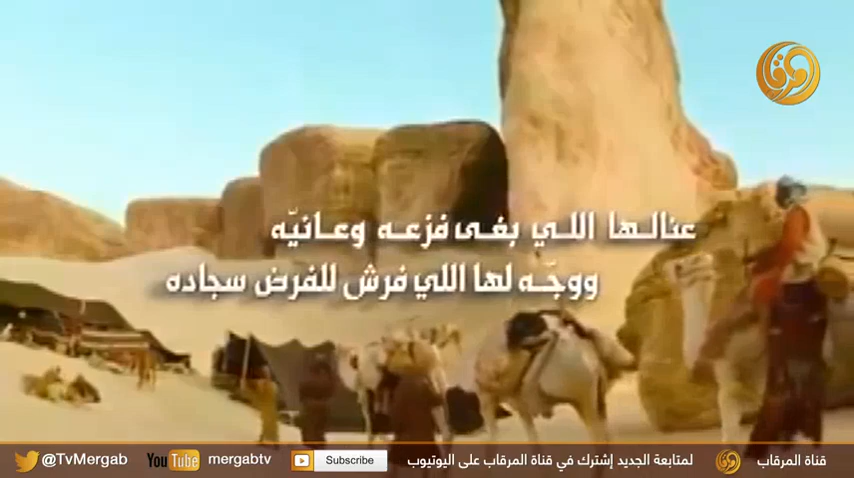 عنالها اللي بغى فزعه وعانيّه
ووجّه لها اللي فرش للفرض سجاده
@TvMergab
YouTube mergabtv
Subscribe
لمتابعة الجديد إشترك في قناة المرقاب على اليوتيوب
قناة المرقاب